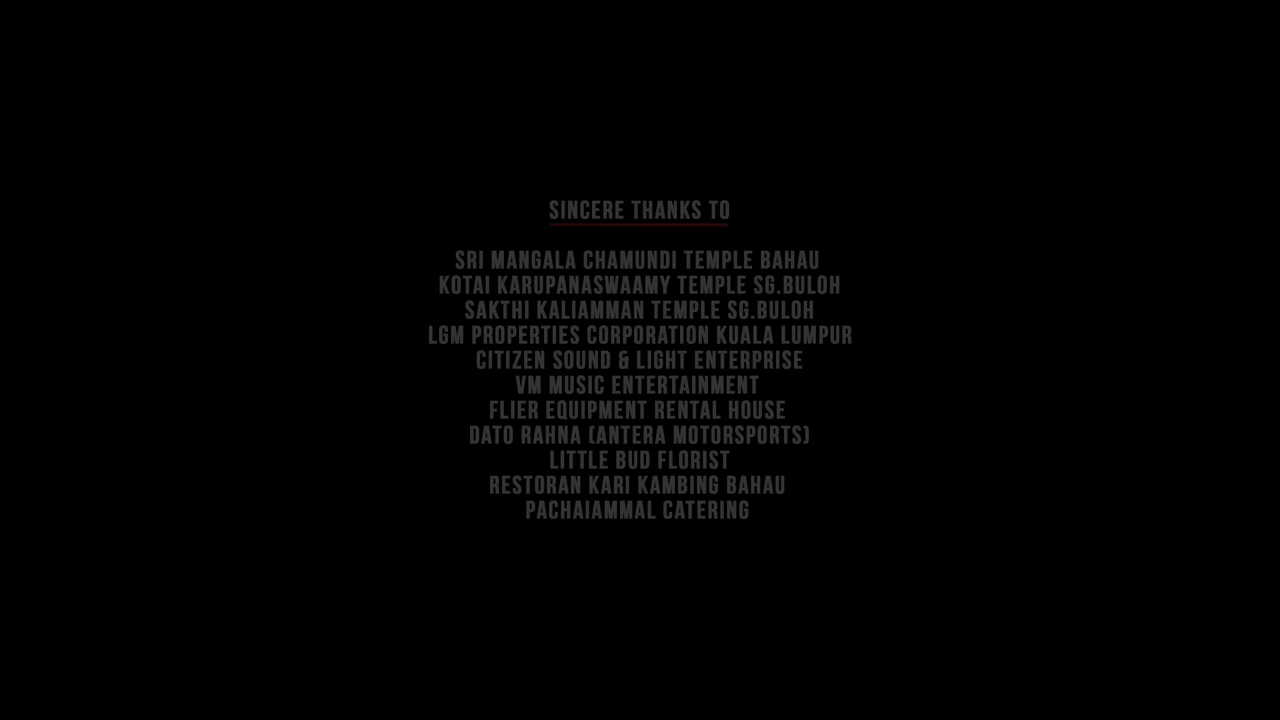 SINCERE THANKS TO
SRI MANGALA CHAMUNDI TEMPLE BAHAU
KOTAI KARUPANASWAAMY TEMPLE SG.BULOH
SAKTHI KALIAMMAN TEMPLE SG.BULOH
LGM PROPERTIES CORPORATION KUALA LUMPUR
CITIZEN SOUND & LIGHT ENTERPRISE
VM MUSIC ENTERTAINMENT
FLIER EQUIPMENT RENTAL HOUSE
DATO RAHNA (ANTERA MOTORSPORTS)
LITTLE BUD FLORIST
RESTORAN KARI KAMBING BAHAU
PACHAIAMMAL CATERING